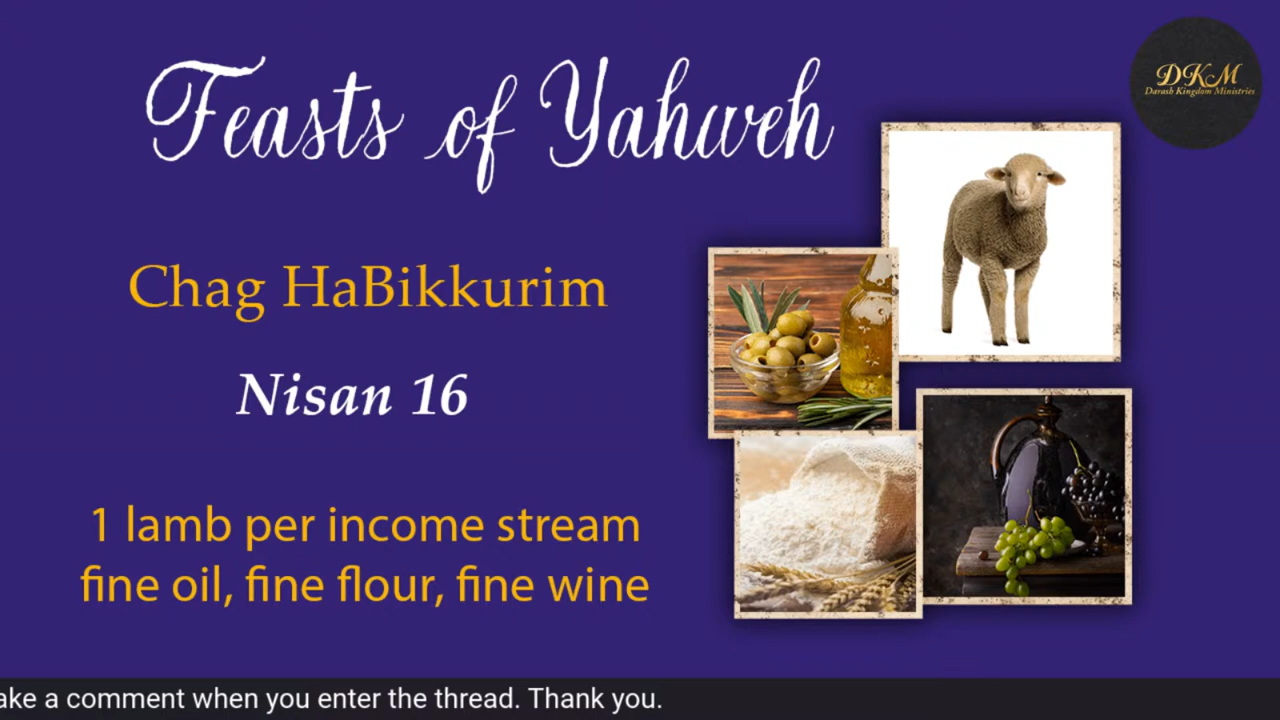 Feasts of Yahweh
DKM
Darash Kingdom Ministries
Chag HaBikkurim
Nisan 16
1 lamb per income stream
fine oil, fine flour, fine wine
ake a comment when you enter the thread. Thank you.